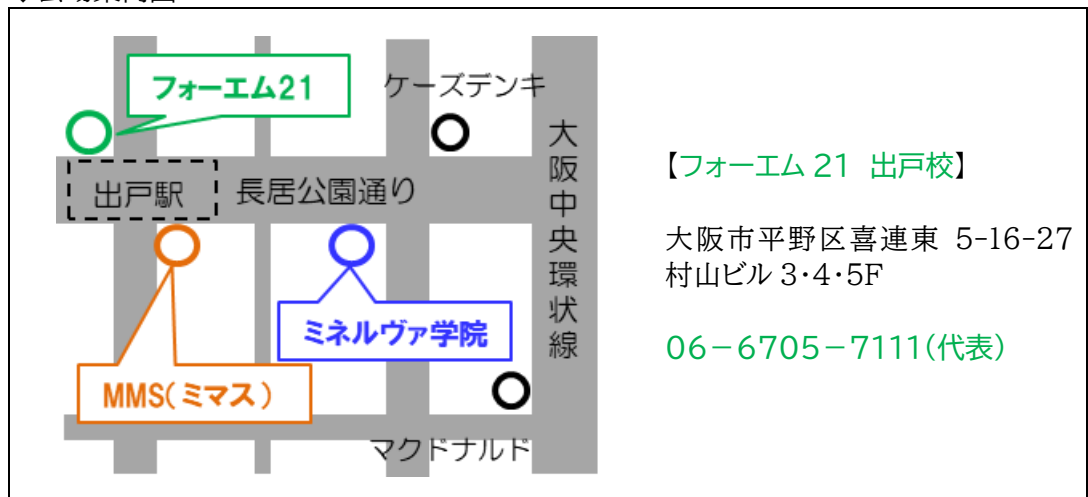 フォーエム21
ケーズデンキ
出戸駅
長居公園通り
大阪中央環状線
ミネルヴァ学院
MMS(ミマス)
マクドナルド
【フォーエム 21 出戸校】
大阪市平野区喜連東 5-16-27
村山ビル 3・4・5F
06-6705-7111(代表)